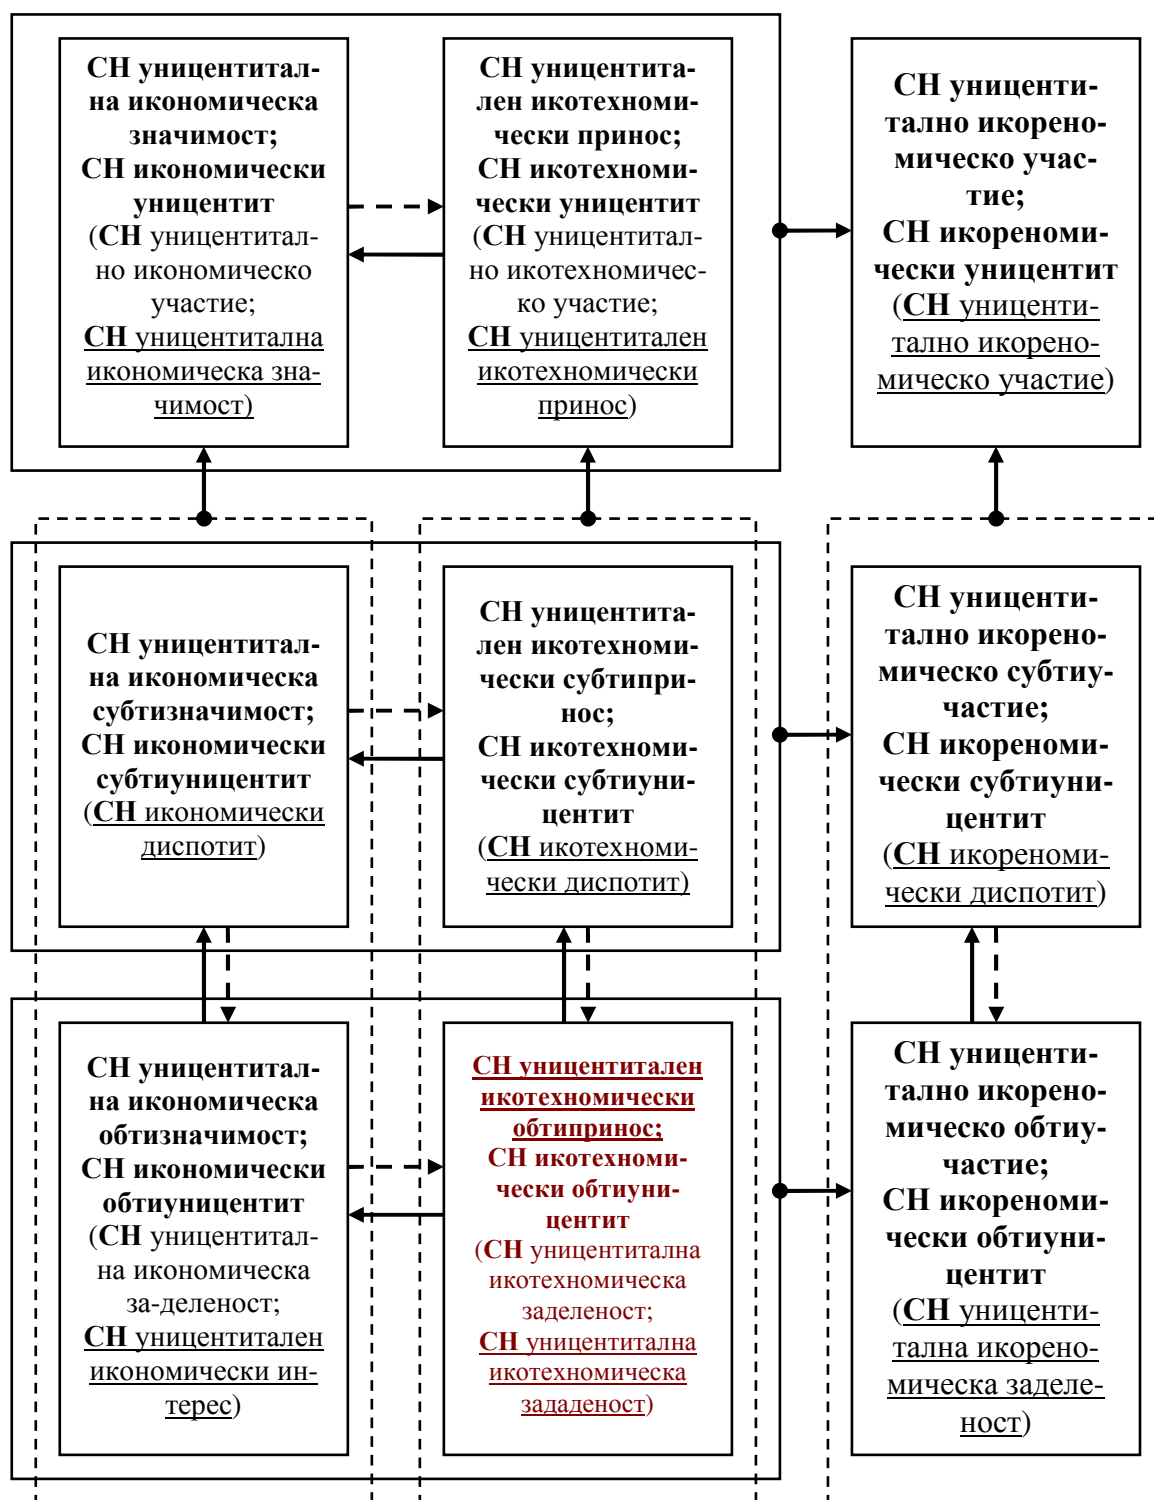 СН уницентитал-
на икономическа
значимост;
СН икономически
уницентит
(СН уницентитал-
но икономическо
участие;
СН уницентитална
икономическа зна-
чимост)
СН уницентита-
лен икотехноми-
чески принос;
СН икотехноми-
чески уницентит
(СН уницентитал-
но икотехномичес-
ко участие;
СН уницентитален
икотехномически
принос)
СН униценти-
тално икорено-
мическо учас-
тие;
СН икореноми-
чески уницентит
(СН униценти-
тално икорено-
мическо участие)
СН уницентитал-
на икономическа
субтизначимост;
СН икономически
субтиуницентит
(СН икономически
диспотит)
СН уницентита-
лен икотехноми-
чески субтипри-
нос;
СН икотехноми-
чески субтиуни-
центит
(СН икотехноми-
чески диспотит)
СН униценти-
тално икорено-
мическо субтиу-
частие;
СН икореноми-
чески субтиуни-
центит
(СН икореноми-
чески диспотит)
СН уницентитал-
на икономическа
обтизначимост;
СН икономически
обтиуницентит
(СН уницентитал-
на икономическа
за-деленост;
СН уницентитален
икономически ин-
терес)
СН уницентитален
икотехномически
обтипринос;
СН икотехноми-
чески обтиуни-
центит
(СН уницентитална
икотехномическа
заделеност;
СН уницентитална
икотехномическа
зададеност)
СН униценти-
тално икорено-
мическо обтиу-
частие;
СН икореноми-
чески обтиуни-
центит
(СН униценти-
тална икорено-
мическа заделе-
ност)